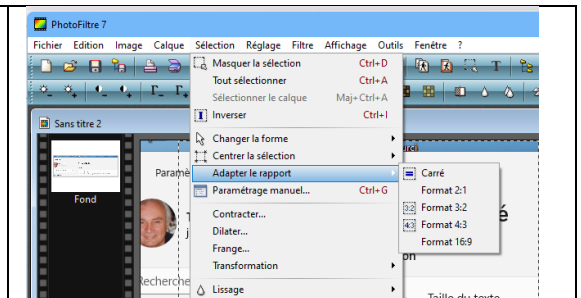 PhotoFiltre 7
Fichier Edition Image Calque Sélection Réglage Filtre Affichage Outils Fenêtre ?
Masquer la sélection Ctrl+D
Tout sélectionner Ctrl+A
Sélectionner le calque Maj+Ctrl+A
Inverser Ctrl+I
Sans titre 2
Changer la forme
Centrer la sélection
Adapter le rapport
Carré
Paramétrage manuel... Ctrl+G
Format 2:1
Fond
3:2 Format 3:2
Contracter...
4:3 Format 4:3
Dilater...
Format 16:9
Frange...
Transformation
Recherche
Lissage
Taille du texte